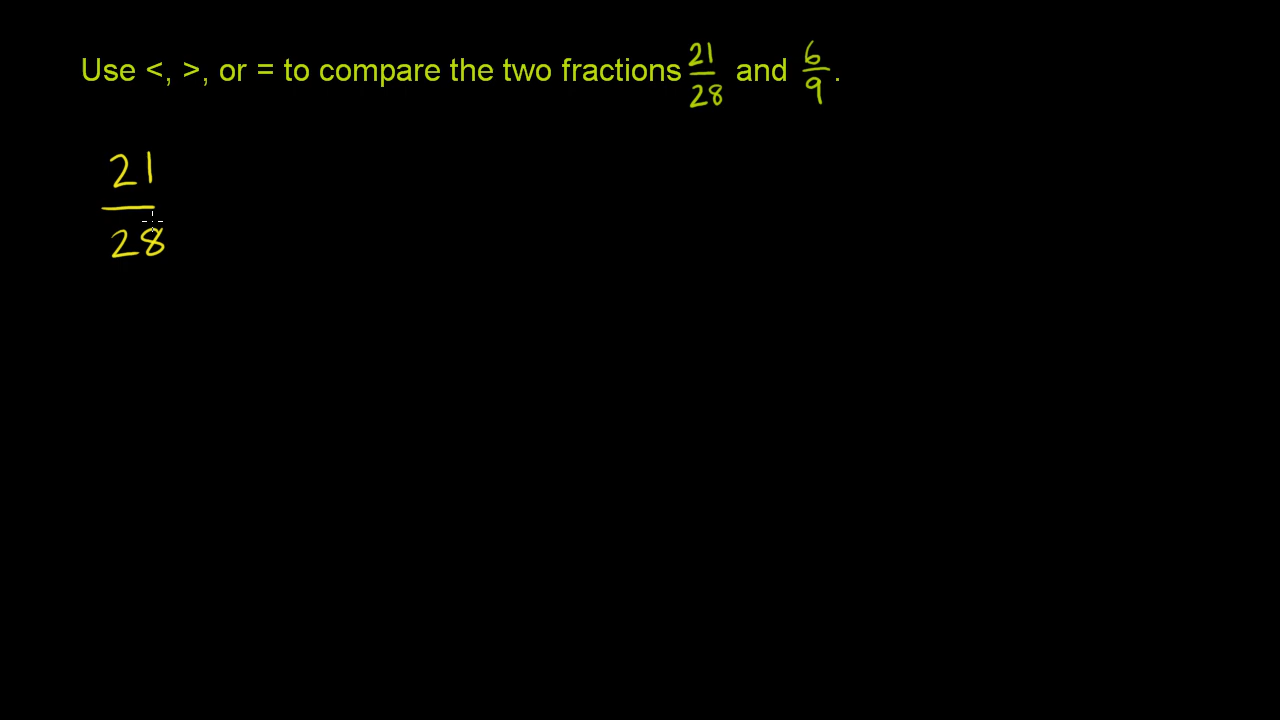 Use <, >, or = to compare the two fractions 21/28 and 6/9.
21
28